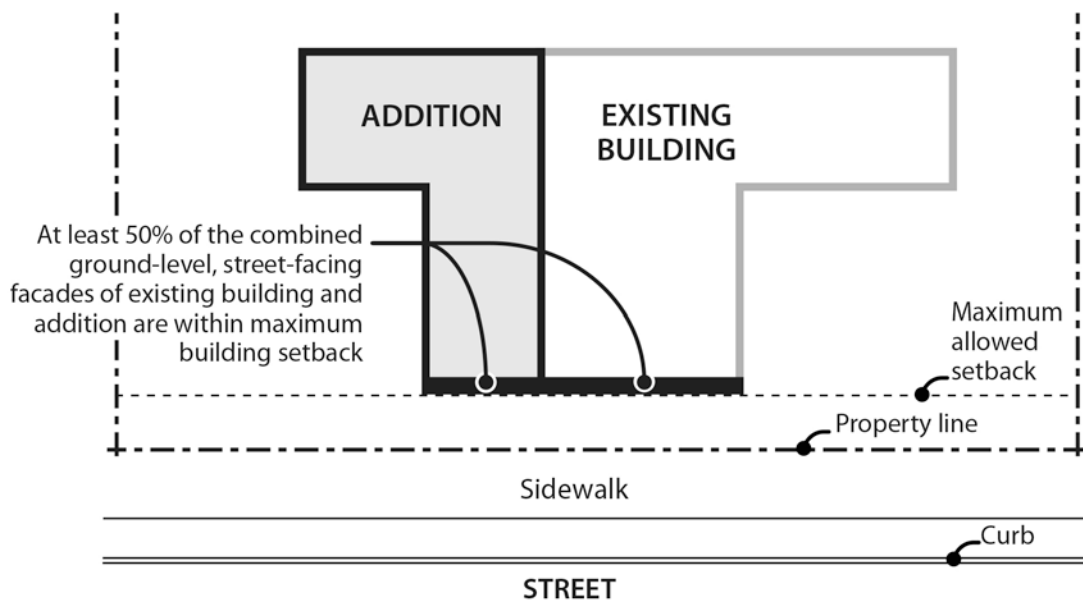 ADDITION
EXISTING
BUILDING
At least 50% of the combined
ground-level, street-facing
facades of existing building and
addition are within maximum
building setback
Maximum
allowed
setback
Property line
Sidewalk
Curb
STREET